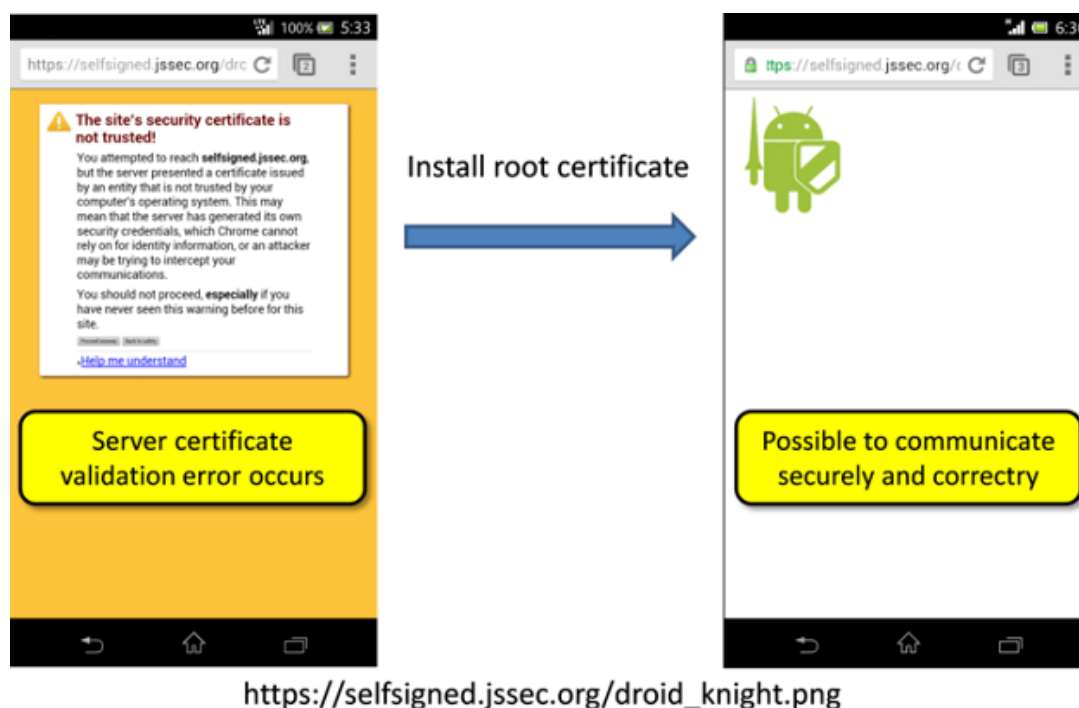 100% 5:33
https://selfsigned.jssec.org/drc
2
The site's security certificate is
not trusted!
You attempted to reach selfsigned.jssec.org,
but the server presented a certificate issued
by an entity that is not trusted by your
computer's operating system. This may
mean that the server has generated its own
security credentials, which Chrome cannot
rely on for identity information, or an attacker
may be trying to intercept your
communications.
You should not proceed, especially if you
have never seen this warning before for this
site.
Proceed anyway Back to safety
Help me understand
Server certificate
validation error occurs
Install root certificate
6:30
ttps://selfsigned.jssec.org/c
3
Possible to communicate
securely and correctry
https://selfsigned.jssec.org/droid_knight.png